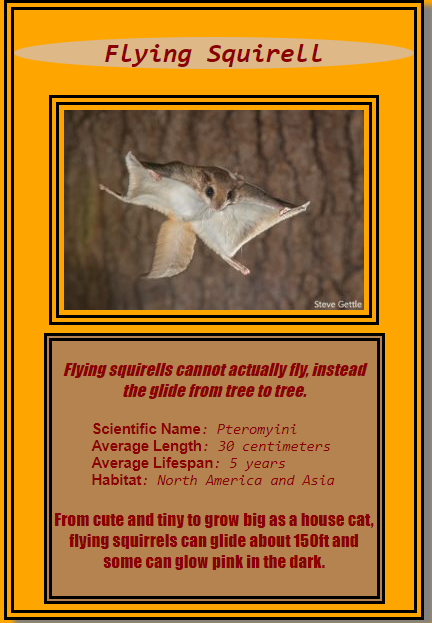 Flying Squirell
Steve Gettle
Flying squirells cannot actually fly, instead
the glide from tree to tree.
Scientific Name: Pteromyini
Average Length: 30 centimeters
Average Lifespan: 5 years
Habitat: North America and Asia
From cute and tiny to grow big as a house cat,
flying squirrels can glide about 150ft and
some can glow pink in the dark.